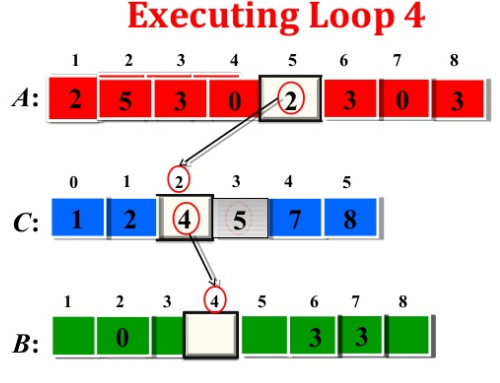 Executing Loop 4
1 2 3 4 5 6 7 8
A: 2 5 3 0 2 3 0 3
2
0 1 3 4 5
C: 1 2 4 5 7 8
1 2 3 4 5 6 7 8
B: 0 3 3